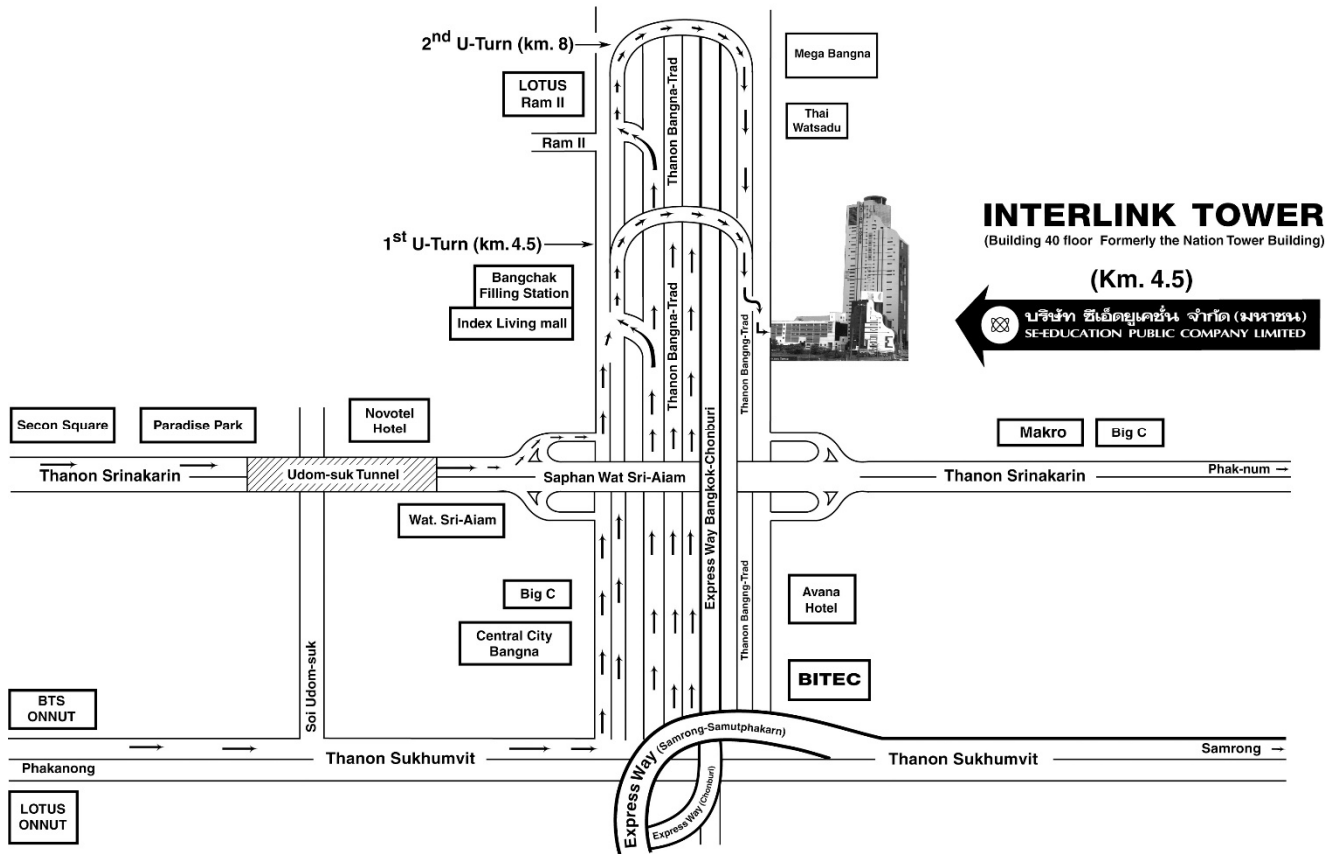 2nd U-Turn (km. 8)
Mega Bangna
LOTUS
Ram II
Thanon Bangna-Trad
Thai
Watsadu
Ram II
INTERLINK TOWER
(Building 40 floor Formerly the Nation Tower Building)
1st U-Turn (km. 4.5)
Bangchak
Filling Station
Index Living mall
(Km. 4.5)
บริษัท ซีเอ็ดยูเคชั่น จำกัด (มหาชน)
SE-EDUCATION PUBLIC COMPANY LIMITED
Thanon Bangna-Trad
Thanon Bangng-Trad
Secon Square
Paradise Park
Novotel
Hotel
Makro
Big C
Thanon Srinakarin
Udom-suk Tunnel
Saphan Wat Sri-Aiam
Express Way Bangkok-Chonburi
Thanon Srinakarin
Phak-num
Wat. Sri-Aiam
Big C
Avana
Hotel
Thanon Bangng-Trad
Central City
Bangna
BITEC
Soi Udom-suk
BTS
ONNUT
Express Way (Samrong-Samutphakarn)
Thanon Sukhumvit
Thanon Sukhumvit
Samrong
Phakanong
Express Way (Chonburi)
LOTUS
ONNUT